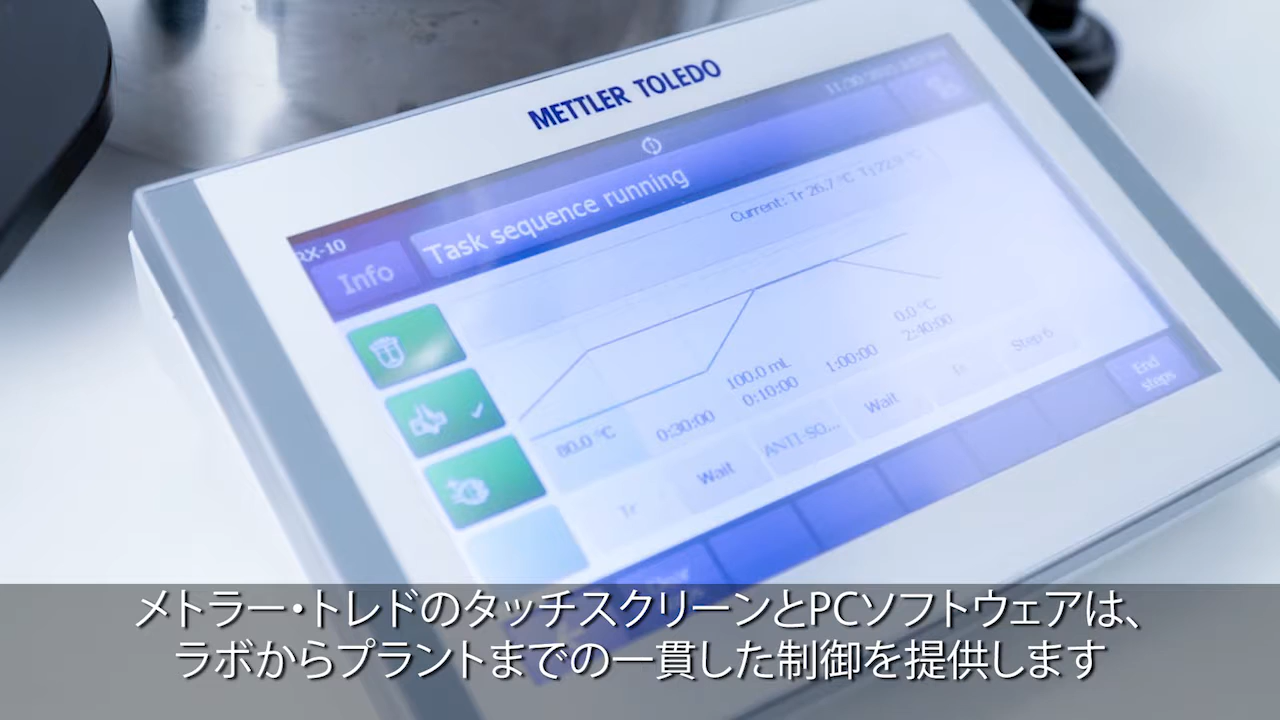 METTLER TOLEDO
RX-10
Info
Task sequence running
Current: Tr 26.7 °C Tj 22.9 °C
80.0 °C
0:30:00
100.0 mL
0:10:00
1:00:00
0.0 °C
2:40:00
Tr
Wait
ANTI-SO...
Wait
Tr
Step 6
End
steps
メトラー・トレドのタッチスクリーンとPCソフトウェアは、
ラボからプラントまでの一貫した制御を提供します